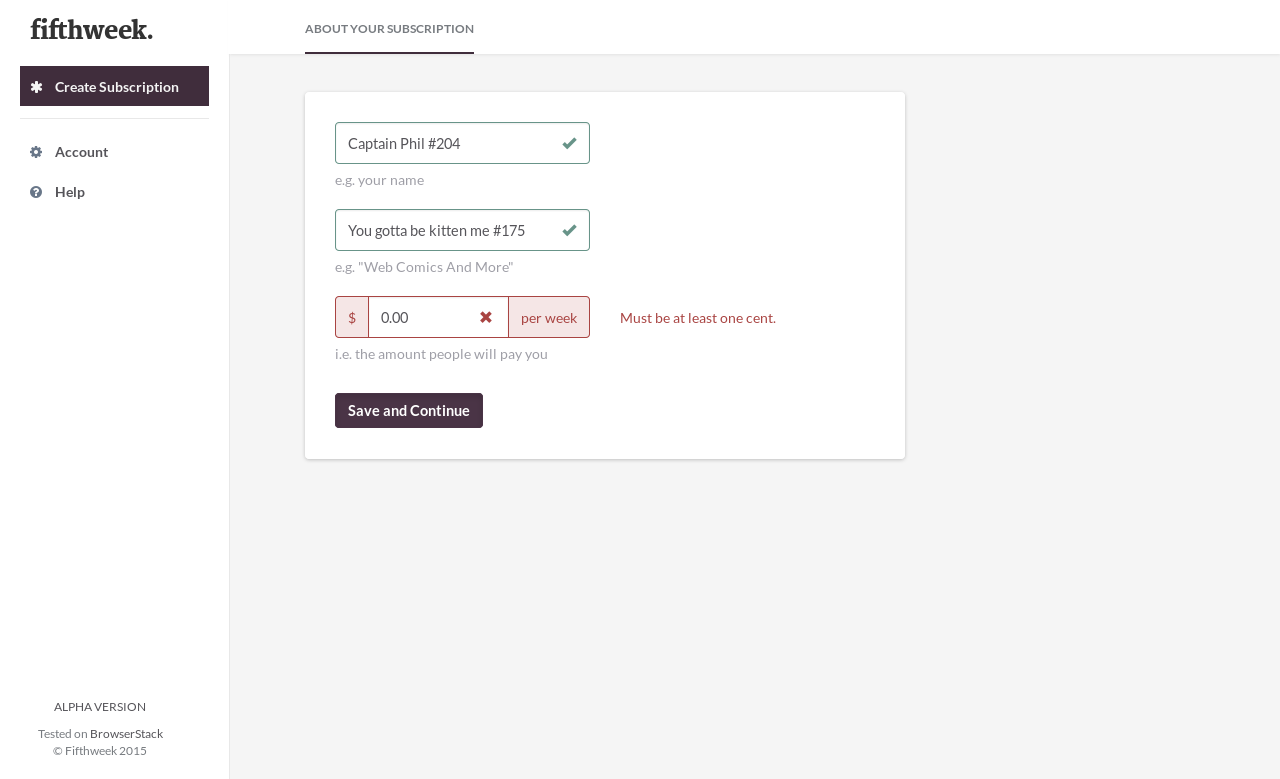 fifthweek.
ABOUT YOUR SUBSCRIPTION
Create Subscription
Account
Help
Captain Phil #204
e.g. your name
You gotta be kitten me #175
e.g. "Web Comics And More"
$ 0.00 per week Must be at least one cent.
i.e. the amount people will pay you
Save and Continue
ALPHA VERSION
Tested on BrowserStack
© Fifthweek 2015